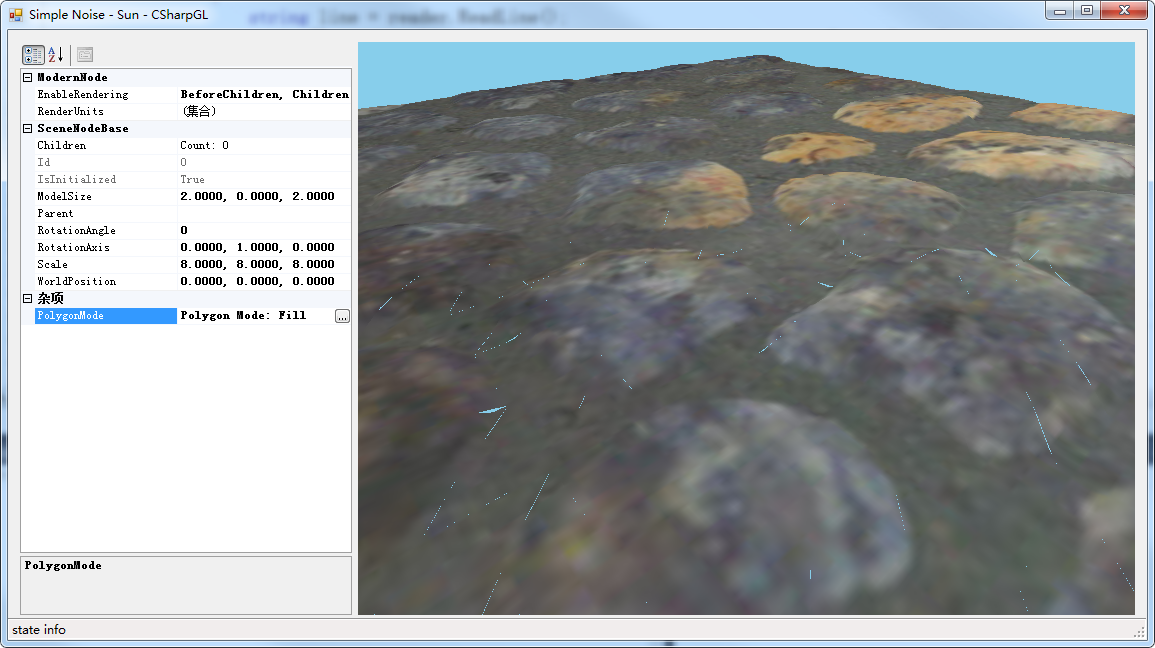 Simple Noise - Sun - CSharpGL
string line = reader.ReadLine();
ModernNode
EnableRendering BeforeChildren, Children
RenderUnits (集合)
SceneNodeBase
Children Count: 0
Id 0
IsInitialized True
ModelSize 2.0000, 0.0000, 2.0000
Parent
RotationAngle 0
RotationAxis 0.0000, 1.0000, 0.0000
Scale 8.0000, 8.0000, 8.0000
WorldPosition 0.0000, 0.0000, 0.0000
杂项
PolygonMode Polygon Mode: Fill ...
PolygonMode
state info